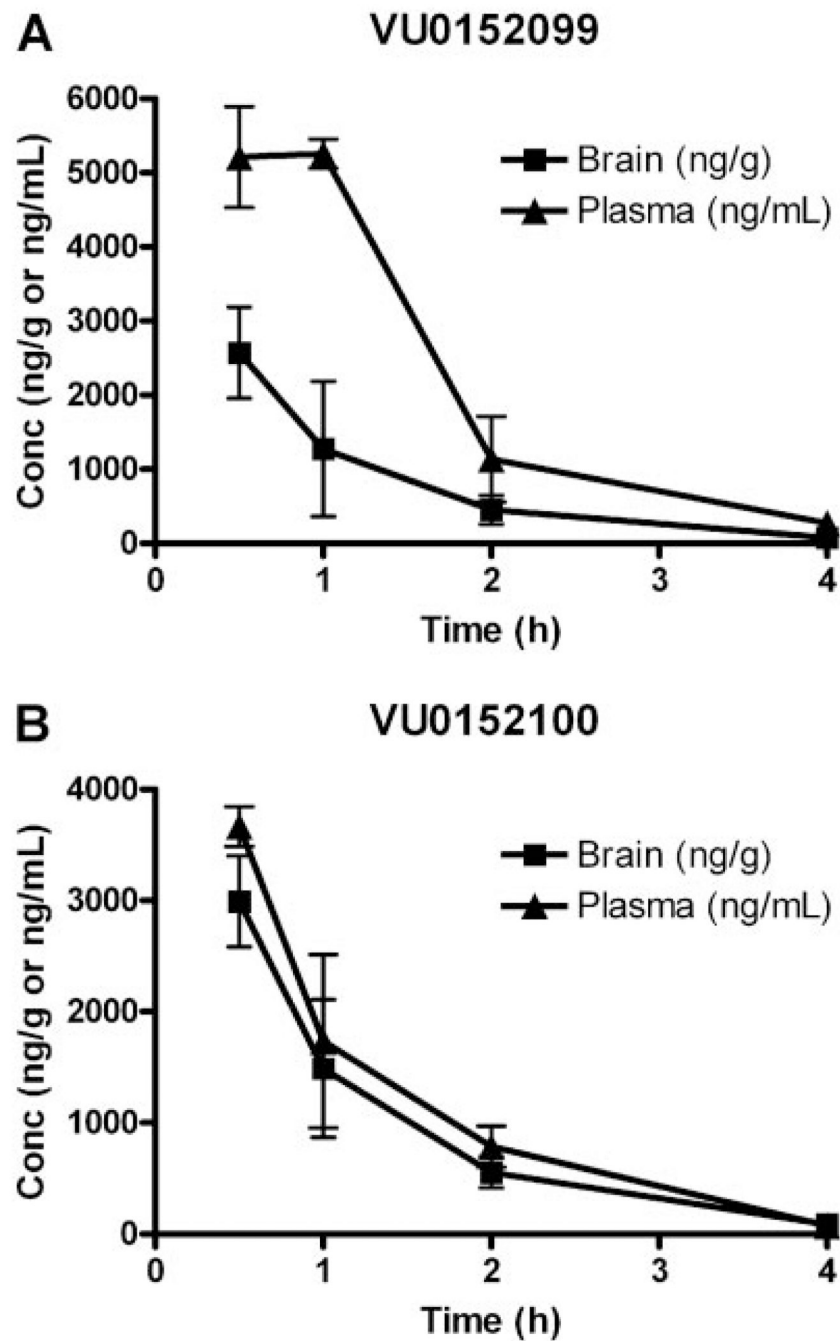 A
VU0152099
6000
5000
4000
3000
2000
1000
0
Conc (ng/g or ng/mL)
Brain (ng/g)
Plasma (ng/mL)
0 1 2 3 4
Time (h)
B
VU0152100
4000
3000
2000
1000
0
Conc (ng/g or ng/mL)
Brain (ng/g)
Plasma (ng/mL)
0 1 2 3 4
Time (h)